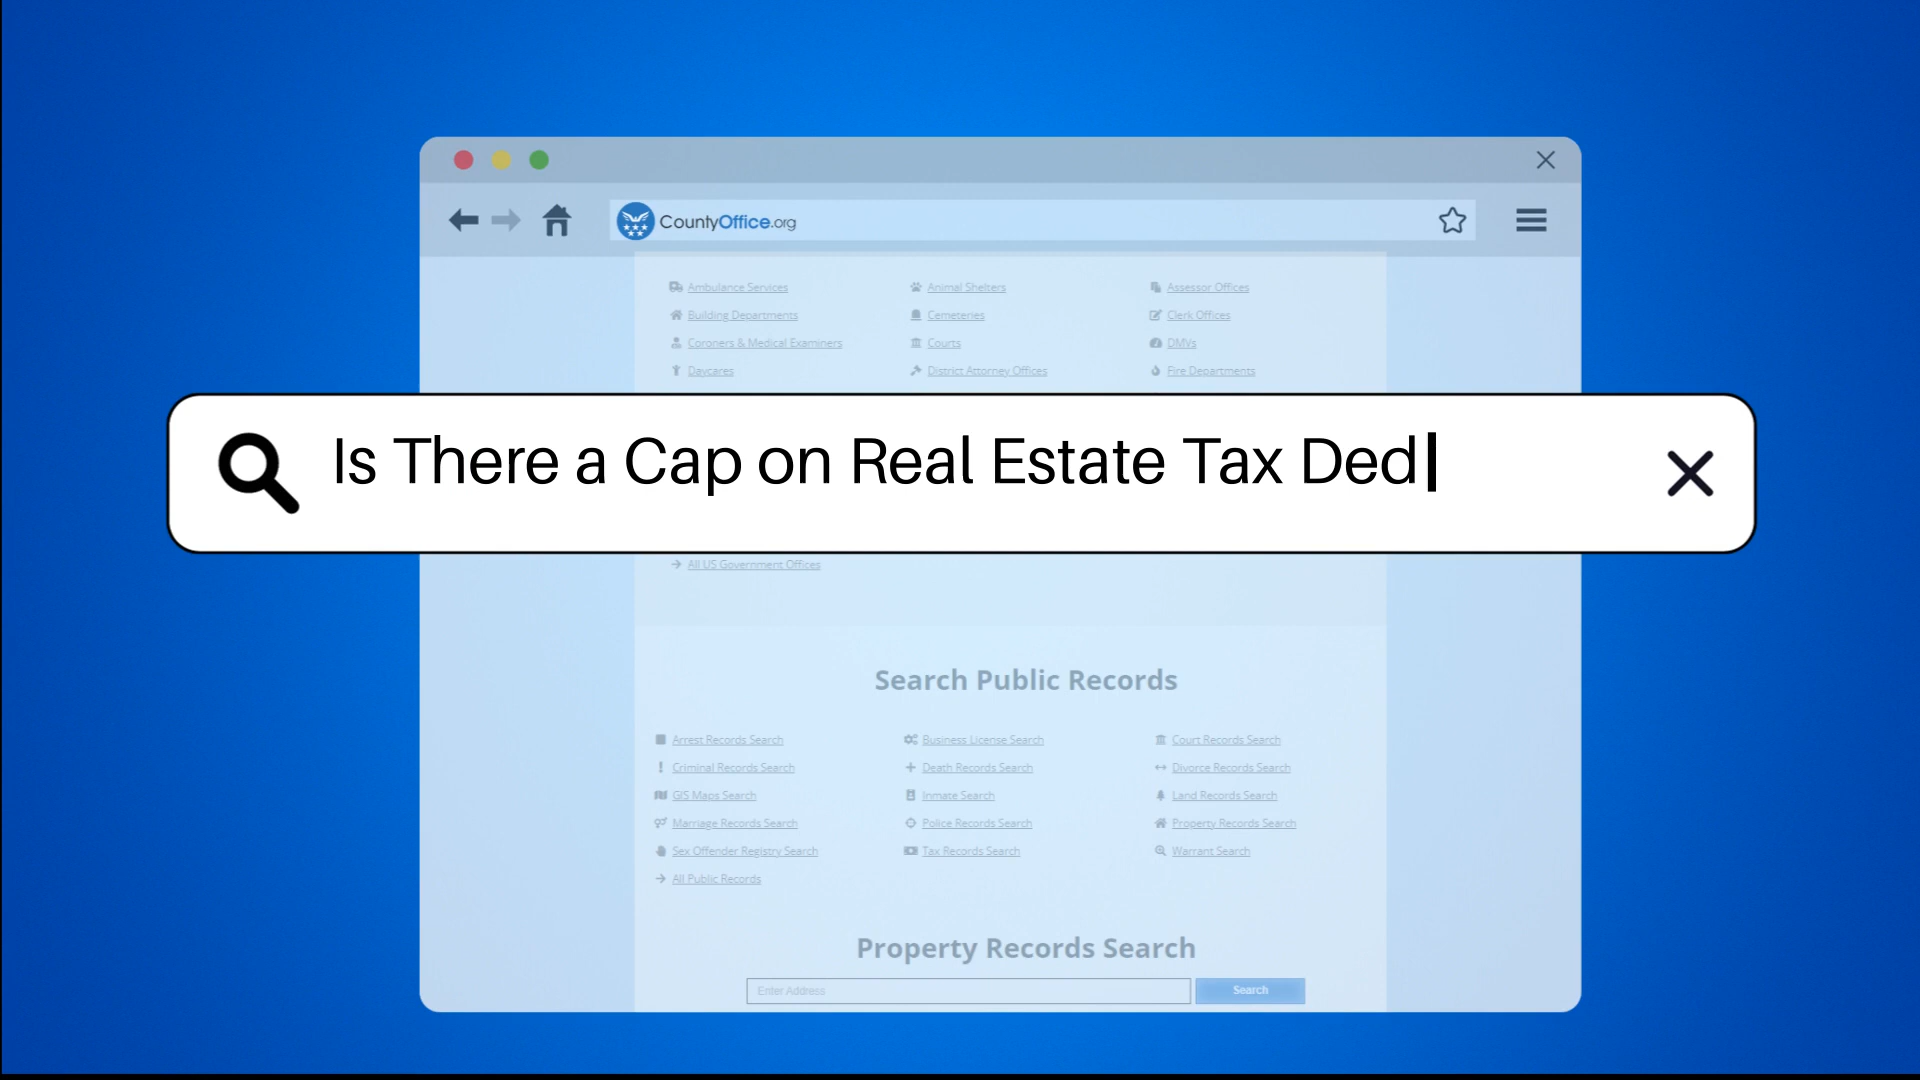 CountyOffice.org
Ambulance Services Animal Shelters Assessor Offices
Building Departments Cemeteries Clerk Offices
Coroners & Medical Examiners Courts DMVs
Daycares District Attorney Offices Fire Departments
Is There a Cap on Real Estate Tax Ded
All US Government Offices
Search Public Records
Arrest Records Search Business License Search Court Records Search
Criminal Records Search Death Records Search Divorce Records Search
GIS Maps Search Inmate Search Land Records Search
Marriage Records Search Police Records Search Property Records Search
Sex Offender Registry Search Tax Records Search Warrant Search
All Public Records
Property Records Search
Enter Address Search